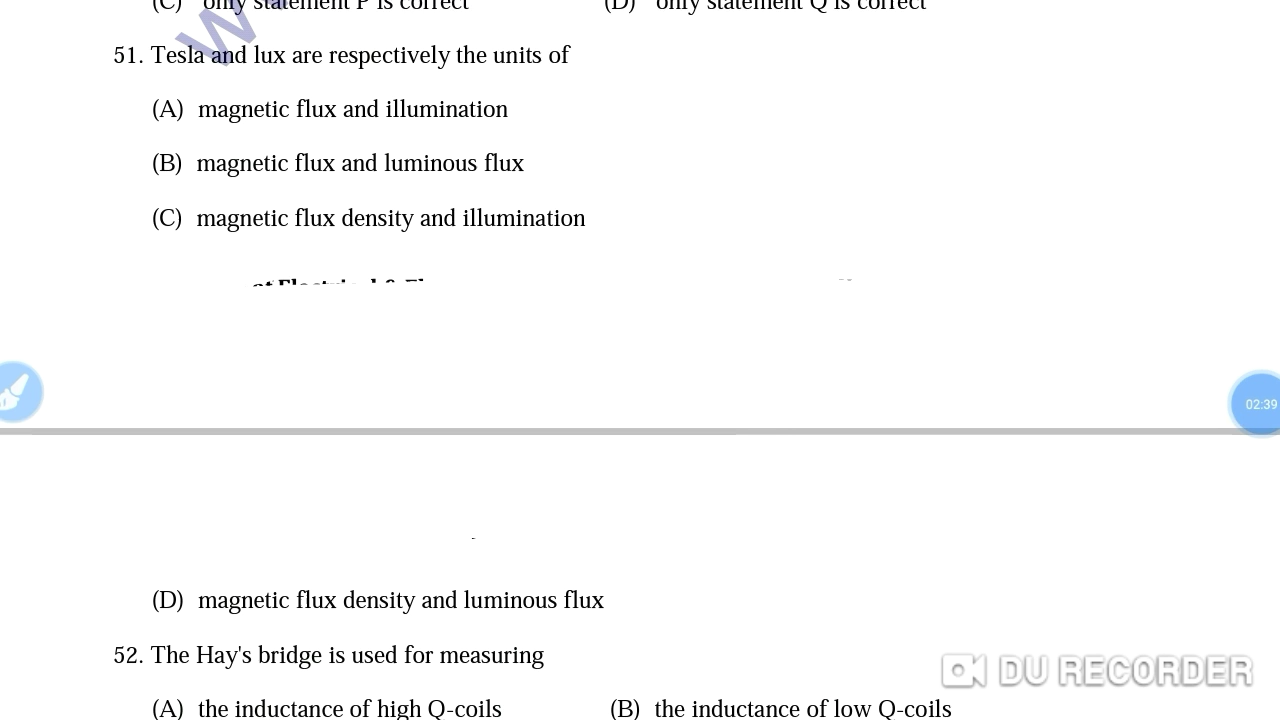 (C) only statement P is correct (D) only statement Q is correct
51. Tesla and lux are respectively the units of
(A) magnetic flux and illumination
(B) magnetic flux and luminous flux
(C) magnetic flux density and illumination
02:39
(D) magnetic flux density and luminous flux
52. The Hay's bridge is used for measuring
DU RECORDER
(A) the inductance of high Q-coils (B) the inductance of low Q-coils